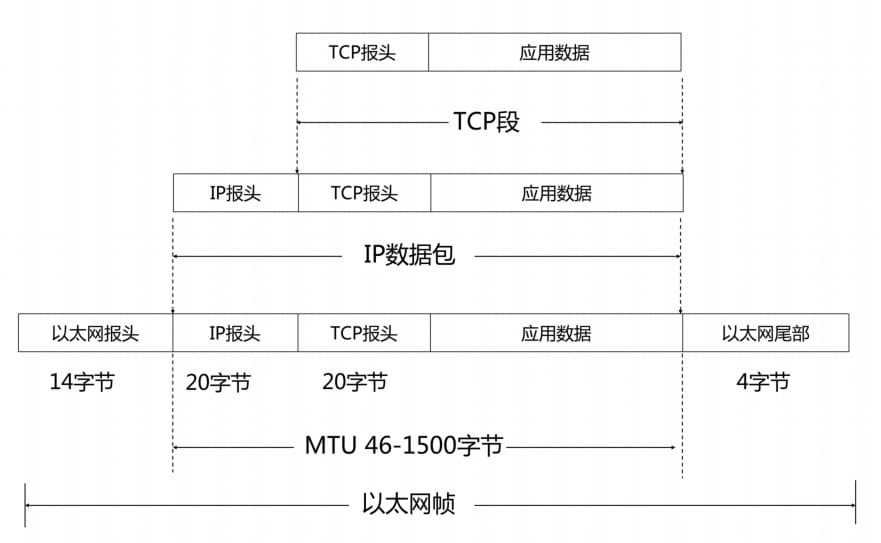 TCP报头 应用数据
TCP段
IP报头 TCP报头 应用数据
IP数据包
以太网报头 IP报头 TCP报头 应用数据 以太网尾部
14字节 20字节 20字节 4字节
MTU 46-1500字节
以太网帧